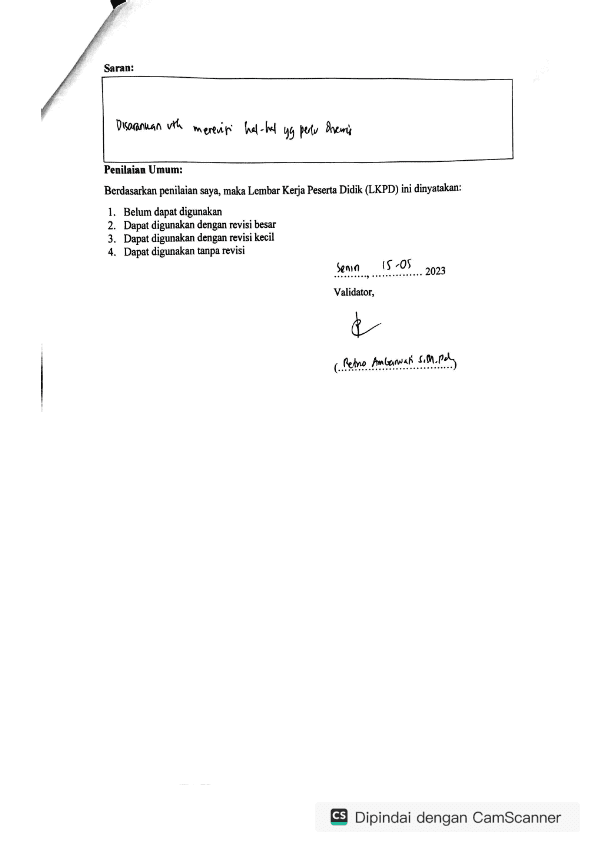 Saran:
Disarankan utk merevisi hal-hal yg perlu direvisi
Penilaian Umum:
Berdasarkan penilaian saya, maka Lembar Kerja Peserta Didik (LKPD) ini dinyatakan:
1. Belum dapat digunakan
2. Dapat digunakan dengan revisi besar
3. Dapat digunakan dengan revisi kecil
4. Dapat digunakan tanpa revisi
Senin, 15-05 2023
Validator,
(Retno Ambarwati S.M.Pd)
CS Dipindai dengan CamScanner